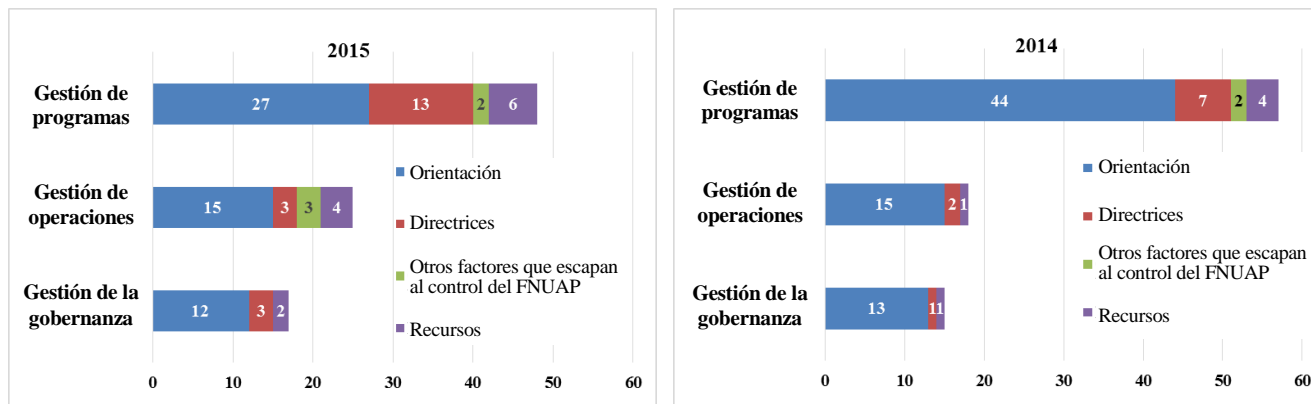 2015
Gestión de
programas
27 13 2 6
Gestión de
operaciones
15 3 3 4
Gestión de la
gobernanza
12 3 2
Orientación
Directrices
Otros factores que escapan
al control del FNUAP
Recursos
0 10 20 30 40 50 60
2014
Gestión de
programas
44 7 2 4
Gestión de
operaciones
15 2 1
Gestión de la
gobernanza
13 1 1
Orientación
Directrices
Otros factores que escapan
al control del FNUAP
Recursos
0 10 20 30 40 50 60